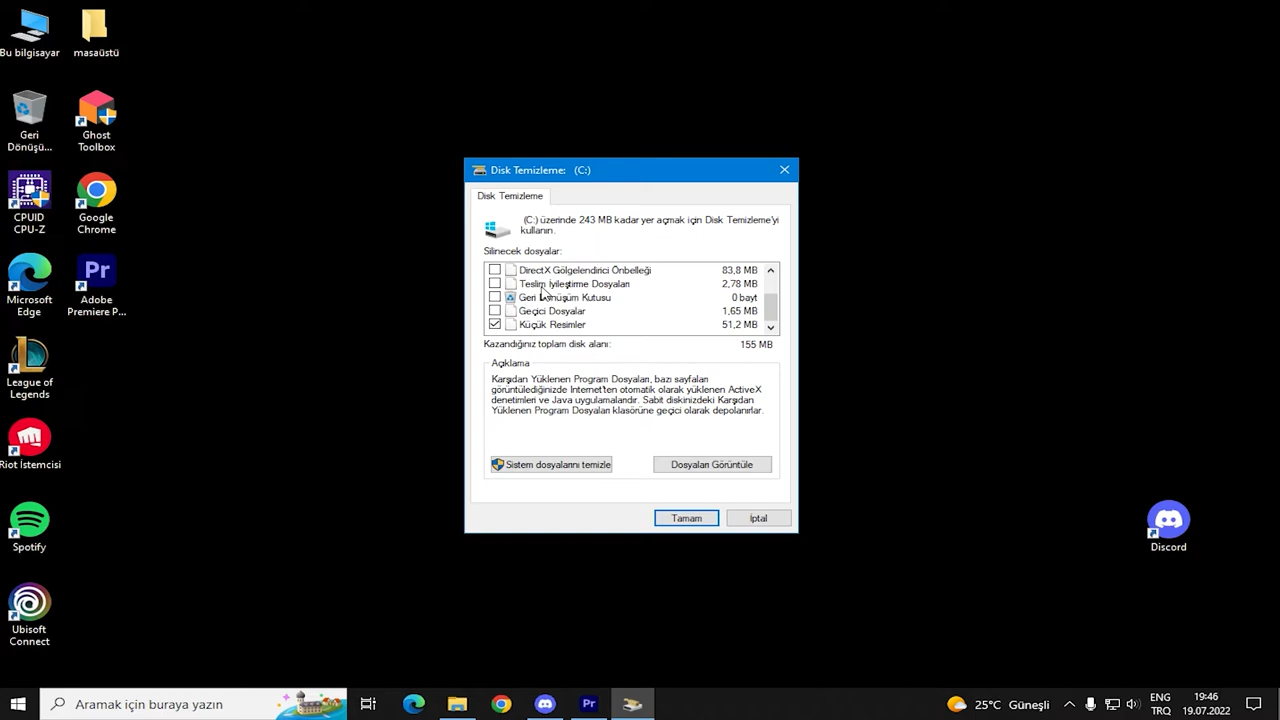 Bu bilgisayar
masaüstü
Geri
Dönüşü...
Ghost
Toolbox
CPUID
CPU-Z
Google
Chrome
Microsoft
Edge
Adobe
Premiere P...
League of
Legends
Riot İstemcisi
Spotify
Ubisoft
Connect
Discord
Disk Temizleme: (C:)
Disk Temizleme
(C:) üzerinde 243 MB kadar yer açmak için Disk Temizleme'yi
kullanın.
Silinecek dosyalar:
DirectX Gölgelendirici Önbelleği 83,8 MB
Teslim İyileştirme Dosyaları 2,78 MB
Geri Dönüşüm Kutusu 0 bayt
Geçici Dosyalar 1,65 MB
Küçük Resimler 51,2 MB
Kazandığınız toplam disk alanı: 155 MB
Açıklama
Karşıdan Yüklenen Program Dosyaları, bazı sayfaları
görüntülediğinizde Internet'ten otomatik olarak yüklenen ActiveX
denetimleri ve Java uygulamalarıdır. Sabit diskinizdeki Karşıdan
Yüklenen Program Dosyaları klasörüne geçici olarak depolanırlar.
Sistem dosyalarını temizle
Dosyaları Görüntüle
Tamam
İptal
Aramak için buraya yazın
Pr
25°C Güneşli
ENG
TRQ
19:46
19.07.2022